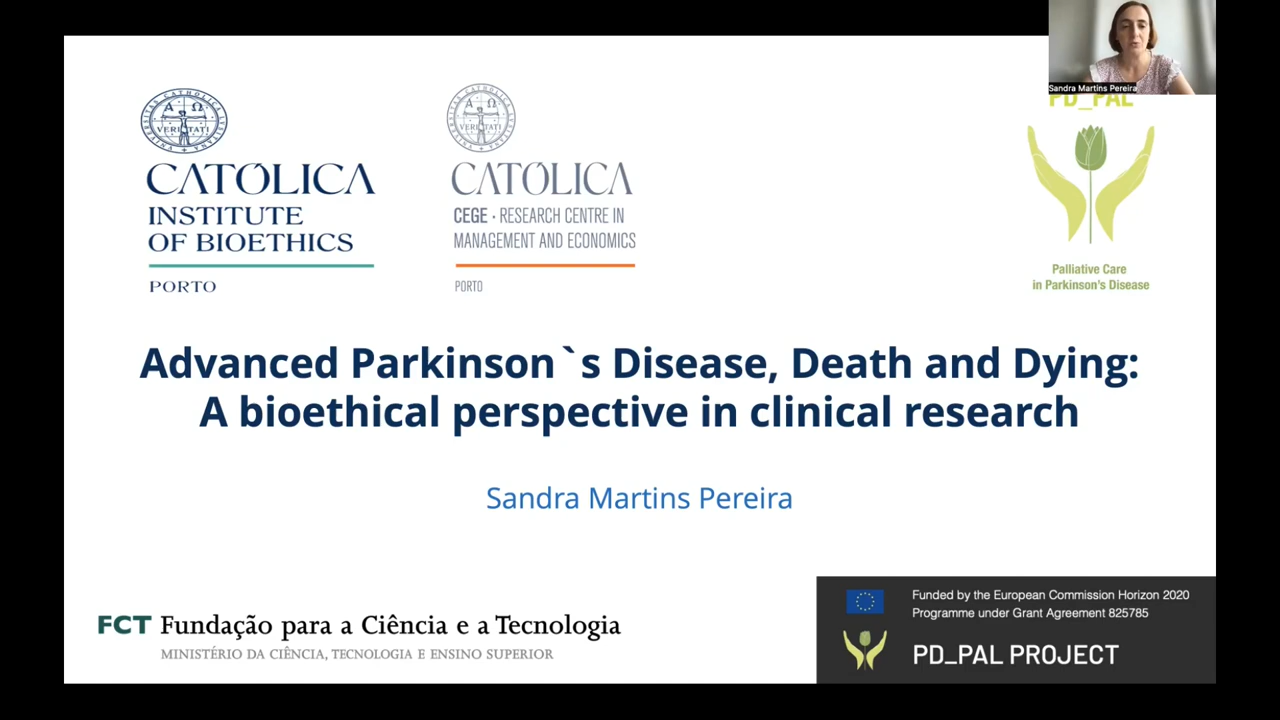 Sandra Martins Pereira
PD_PAL
Α Ω
VERITATI
CATÓLICA
INSTITUTE
OF BIOETHICS
PORTO
Α Ω
VERITATI
CATÓLICA
CEGE · RESEARCH CENTRE IN
MANAGEMENT AND ECONOMICS
PORTO
Palliative Care
in Parkinson's Disease
Advanced Parkinson`s Disease, Death and Dying:
A bioethical perspective in clinical research
Sandra Martins Pereira
FCT Fundação para a Ciência e a Tecnologia
MINISTÉRIO DA CIÊNCIA, TECNOLOGIA E ENSINO SUPERIOR
Funded by the European Commission Horizon 2020
Programme under Grant Agreement 825785
PD_PAL PROJECT